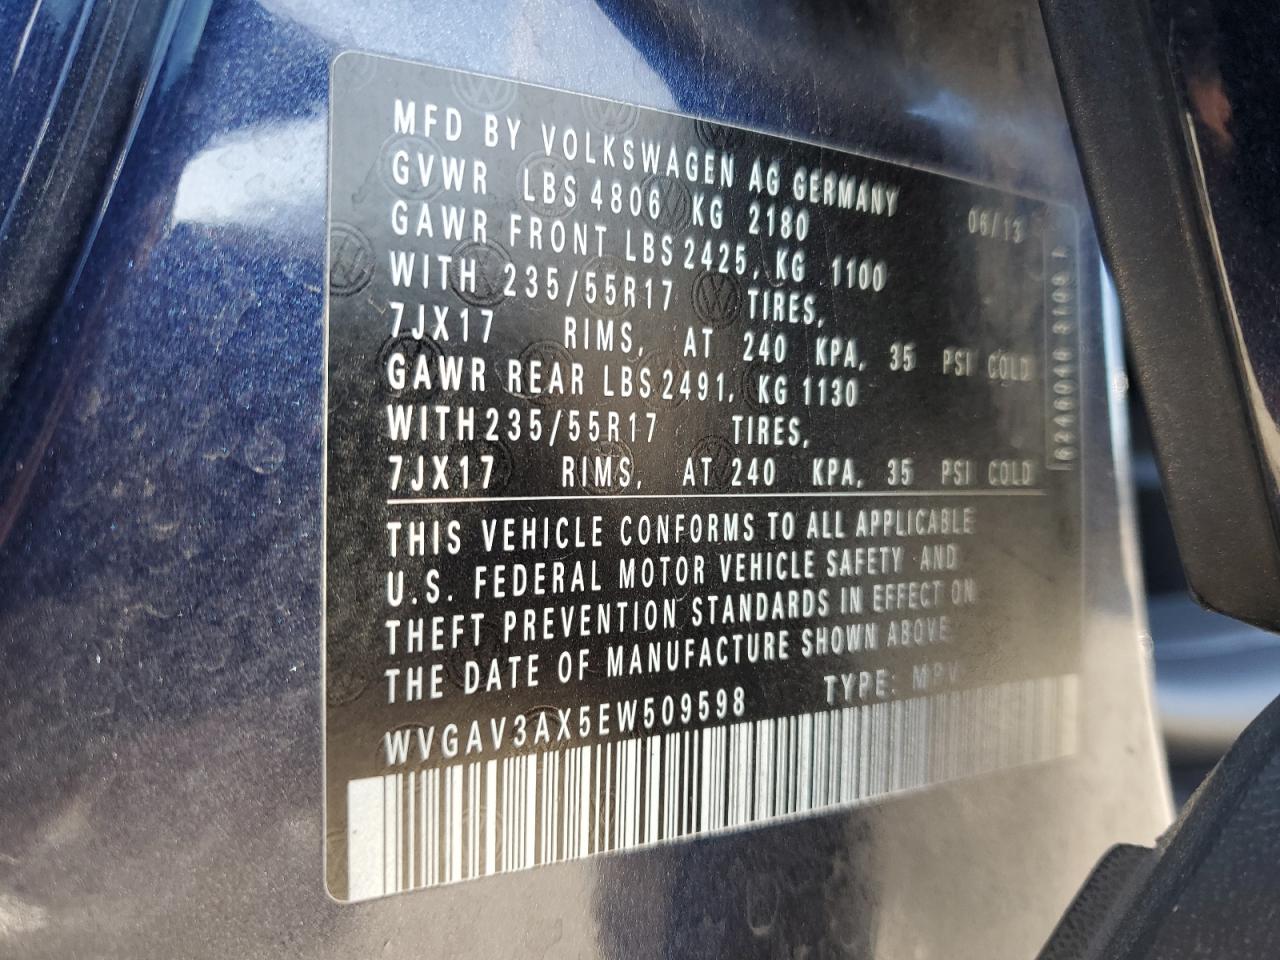 MFD BY VOLKSWAGEN AG GERMANY 06/13
GVWR LBS 4806 KG 2180
GAWR FRONT LBS 2425, KG 1100
WITH 235/55R17 TIRES,
7JX17 RIMS, AT 240 KPA, 35 PSI COLD
GAWR REAR LBS 2491, KG 1130
WITH 235/55R17 TIRES,
7JX17 RIMS, AT 240 KPA, 35 PSI COLD
THIS VEHICLE CONFORMS TO ALL APPLICABLE
U.S. FEDERAL MOTOR VEHICLE SAFETY AND
THEFT PREVENTION STANDARDS IN EFFECT ON
THE DATE OF MANUFACTURE SHOWN ABOVE
WVGAV3AX5EW509598 TYPE: MPV